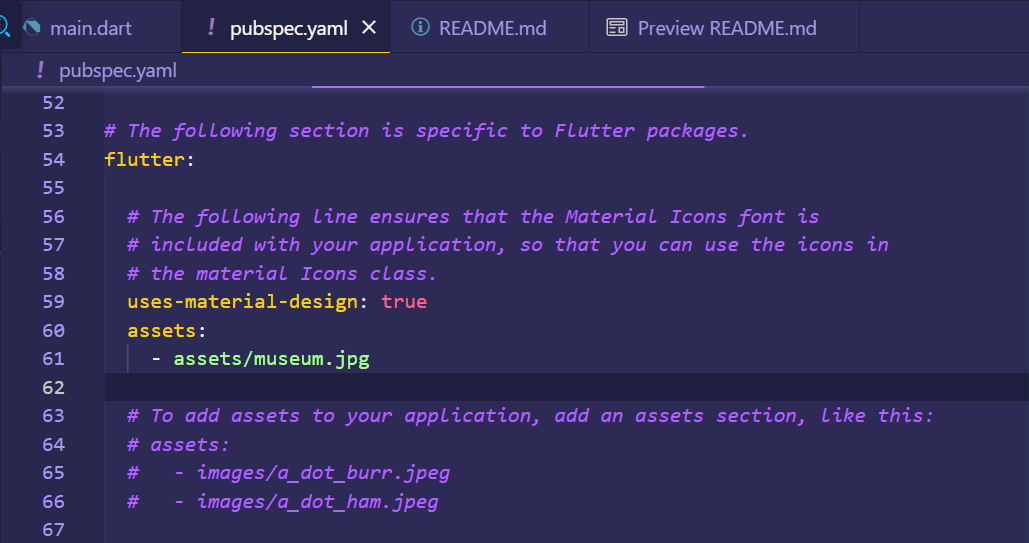 main.dart
! pubspec.yaml ×
README.md
Preview README.md
! pubspec.yaml
52
53 # The following section is specific to Flutter packages.
54 flutter:
55
56   # The following line ensures that the Material Icons font is
57   # included with your application, so that you can use the icons in
58   # the material Icons class.
59   uses-material-design: true
60   assets:
61     - assets/museum.jpg
62
63   # To add assets to your application, add an assets section, like this:
64   # assets:
65   #   - images/a_dot_burr.jpeg
66   #   - images/a_dot_ham.jpeg
67